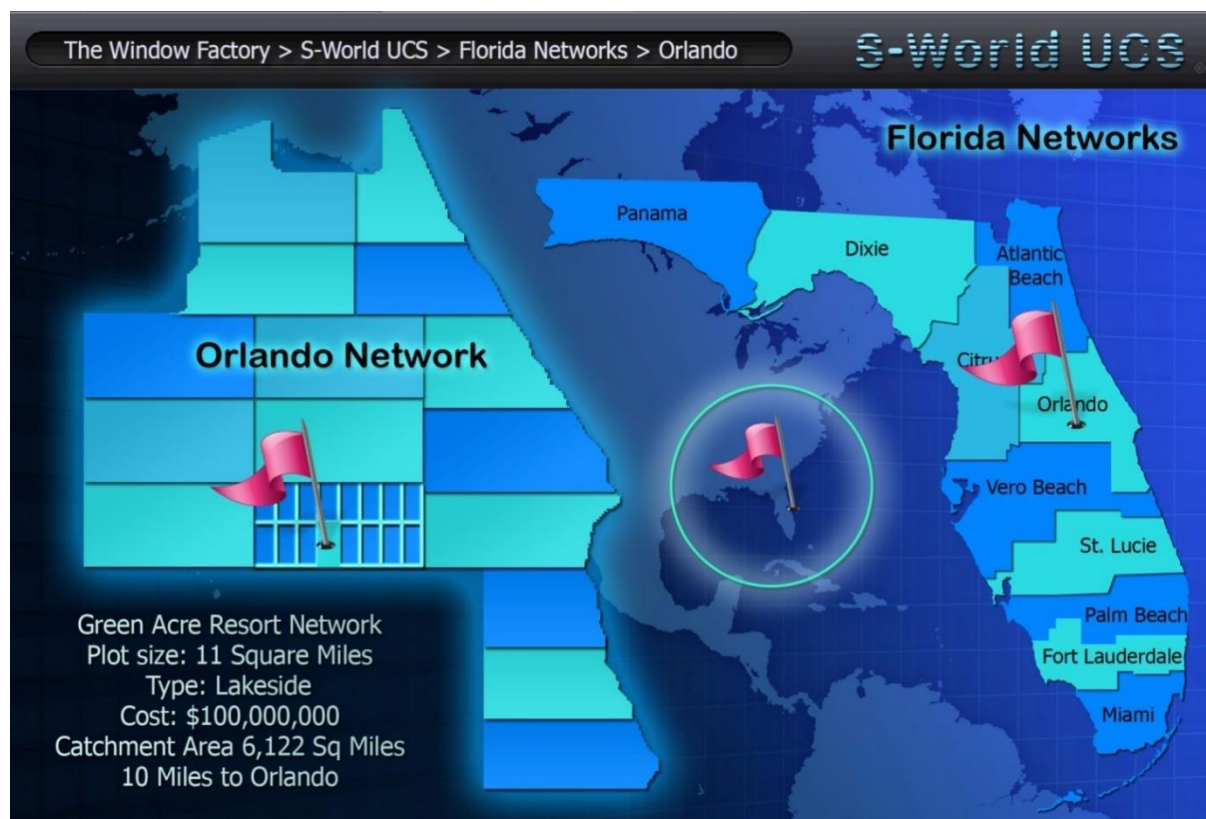 The Window Factory > S-World UCS > Florida Networks > Orlando
S-World UCS
Florida Networks
Panama
Dixie
Atlantic
Beach
Orlando
Vero Beach
St. Lucie
Palm Beach
Fort Lauderdale
Miami
Orlando Network
Green Acre Resort Network
Plot size: 11 Square Miles
Type: Lakeside
Cost: $100,000,000
Catchment Area 6,122 Sq Miles
10 Miles to Orlando